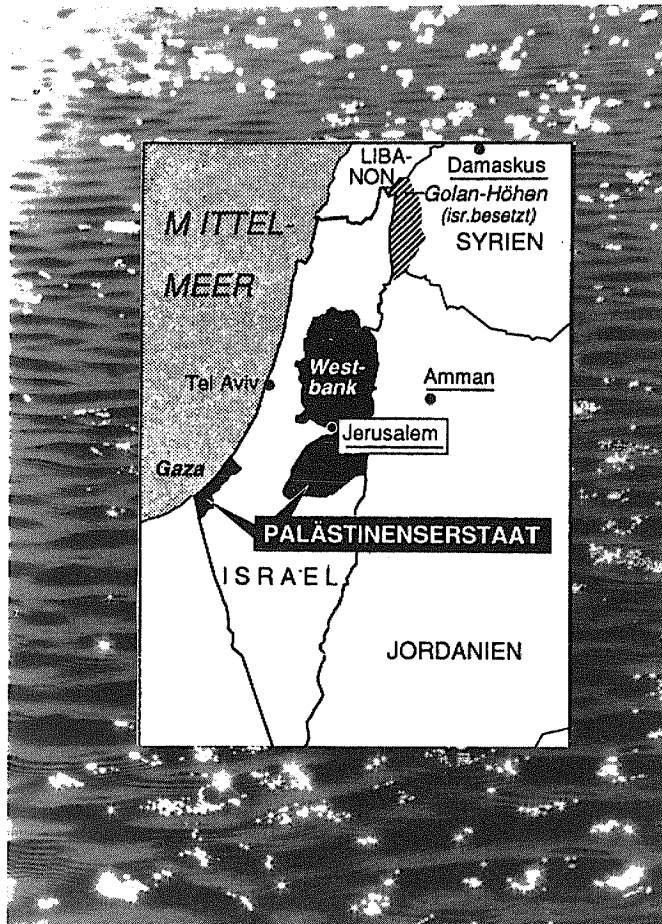 LIBA-
NON
Damaskus
Golan-Höhen
(isr.besetzt)
SYRIEN
MITTEL-
MEER
West-
bank
Tel Aviv
Amman
Jerusalem
Gaza
PALÄSTINENSERSTAAT
ISRAEL
JORDANIEN